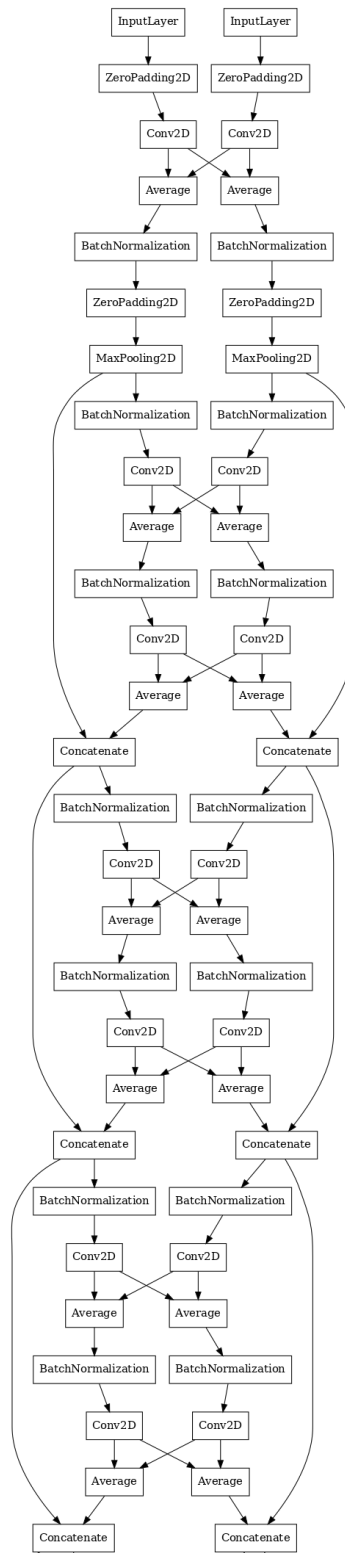 InputLayer InputLayer
ZeroPadding2D ZeroPadding2D
Conv2D Conv2D
Average Average
BatchNormalization BatchNormalization
ZeroPadding2D ZeroPadding2D
MaxPooling2D MaxPooling2D
BatchNormalization BatchNormalization
Conv2D Conv2D
Average Average
BatchNormalization BatchNormalization
Conv2D Conv2D
Average Average
Concatenate Concatenate
BatchNormalization BatchNormalization
Conv2D Conv2D
Average Average
BatchNormalization BatchNormalization
Conv2D Conv2D
Average Average
Concatenate Concatenate
BatchNormalization BatchNormalization
Conv2D Conv2D
Average Average
BatchNormalization BatchNormalization
Conv2D Conv2D
Average Average
Concatenate Concatenate